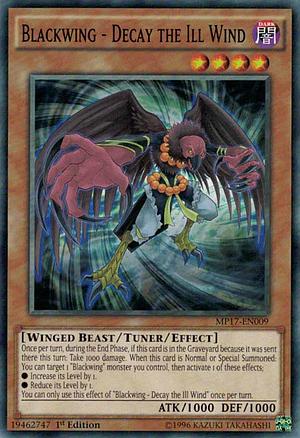 Blackwing - Decay the Ill Wind
DARK
闇
MP17-EN009
[Winged Beast/Tuner/Effect]
Once per turn, during the End Phase, if this card is in the Graveyard because it was sent
there this turn: Take 1000 damage. When this card is Normal or Special Summoned:
You can target 1 "Blackwing" monster you control, then activate 1 of these effects;
● Increase its Level by 1.
● Reduce its Level by 1.
You can only use this effect of "Blackwing - Decay the Ill Wind" once per turn.
ATK/1000 DEF/1000
19462747 1st Edition ©1996 KAZUKI TAKAHASHI